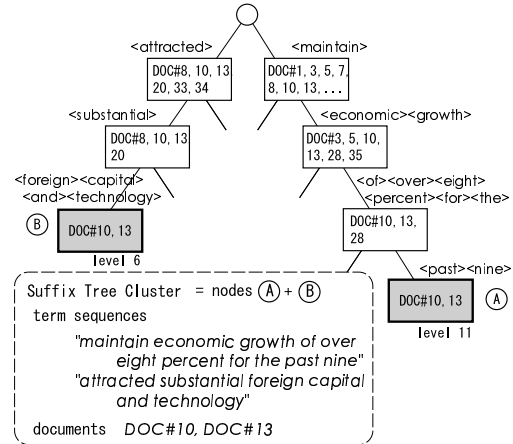 <attracted>
<maintain>
DOC#8, 10, 13
20, 33, 34
DOC#1, 3, 5, 7,
8, 10, 13, ...
<substantial>
<economic><growth>
DOC#8, 10, 13
20
DOC#3, 5, 10,
13, 28, 35
<foreign><capital>
<and><technology>
<of><over><eight>
<percent><for><the>
B
DOC#10, 13
level 6
DOC#10, 13,
28
<past><nine>
DOC#10, 13
A
level 11
Suffix Tree Cluster = nodes A + B
term sequences
"maintain economic growth of over
eight percent for the past nine"
"attracted substantial foreign capital
and technology"
documents DOC#10, DOC#13